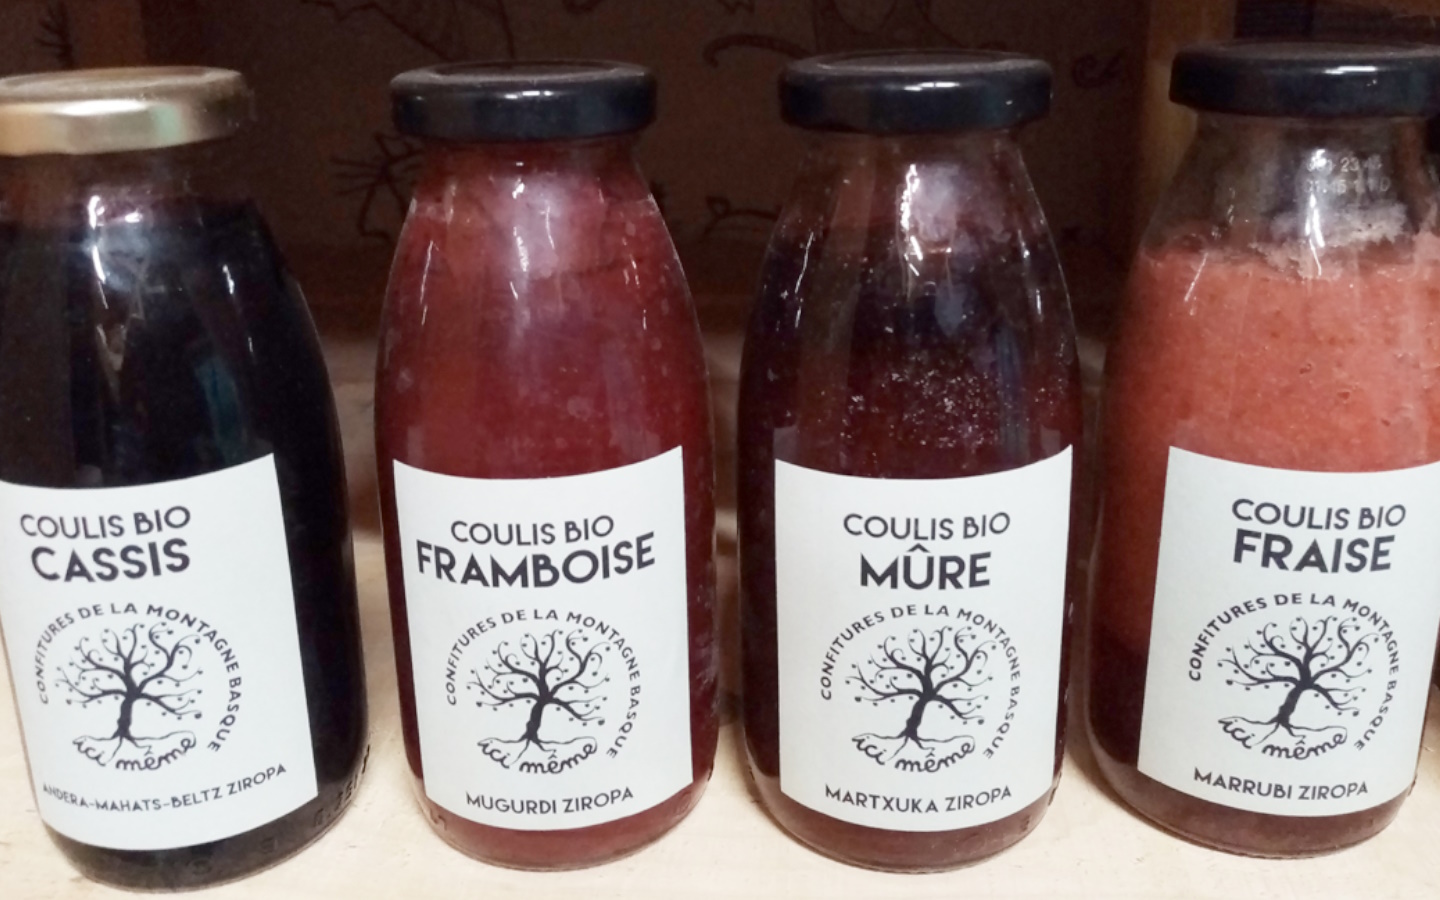 COULIS BIO
CASSIS
CONFITURES DE LA MONTAGNE BASQUE
ici même
ANDERA-MAHATS-BELTZ ZIROPA
COULIS BIO
FRAMBOISE
CONFITURES DE LA MONTAGNE BASQUE
ici même
MUGURDI ZIROPA
COULIS BIO
MÛRE
CONFITURES DE LA MONTAGNE BASQUE
ici même
MARTXUKA ZIROPA
COULIS BIO
FRAISE
CONFITURES DE LA MONTAGNE BASQUE
ici même
MARRUBI ZIROPA